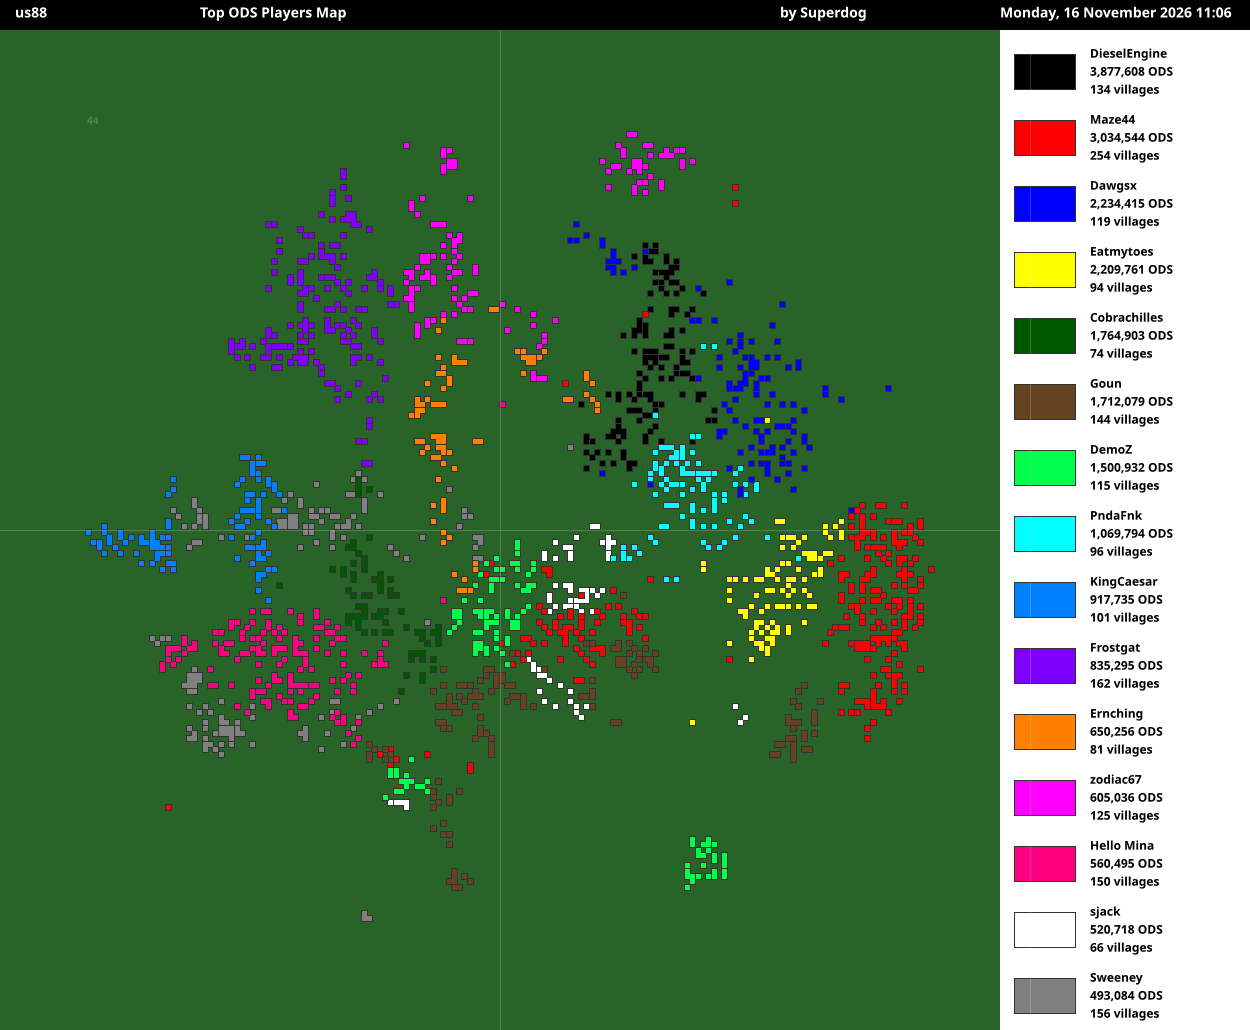 us88 Top ODS Players Map by Superdog Monday, 16 November 2026 11:06
44
DieselEngine
3,877,608 ODS
134 villages
Maze44
3,034,544 ODS
254 villages
Dawgsx
2,234,415 ODS
119 villages
Eatmytoes
2,209,761 ODS
94 villages
Cobrachilles
1,764,903 ODS
74 villages
Goun
1,712,079 ODS
144 villages
DemoZ
1,500,932 ODS
115 villages
PndaFnk
1,069,794 ODS
96 villages
KingCaesar
917,735 ODS
101 villages
Frostgat
835,295 ODS
162 villages
Ernching
650,256 ODS
81 villages
zodiac67
605,036 ODS
125 villages
Hello Mina
560,495 ODS
150 villages
sjack
520,718 ODS
66 villages
Sweeney
493,084 ODS
156 villages